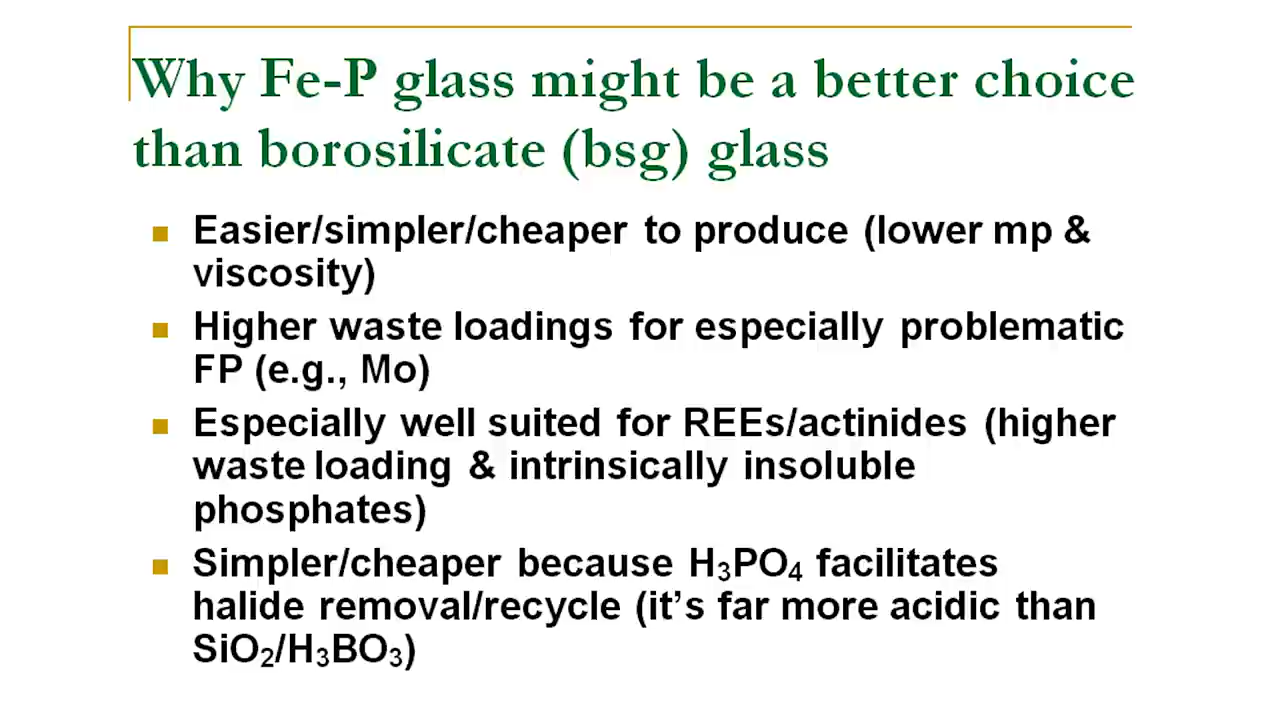 Why Fe-P glass might be a better choice
than borosilicate (bsg) glass
■ Easier/simpler/cheaper to produce (lower mp &
viscosity)
■ Higher waste loadings for especially problematic
FP (e.g., Mo)
■ Especially well suited for REEs/actinides (higher
waste loading & intrinsically insoluble
phosphates)
■ Simpler/cheaper because H₃PO₄ facilitates
halide removal/recycle (it’s far more acidic than
SiO₂/H₃BO₃)